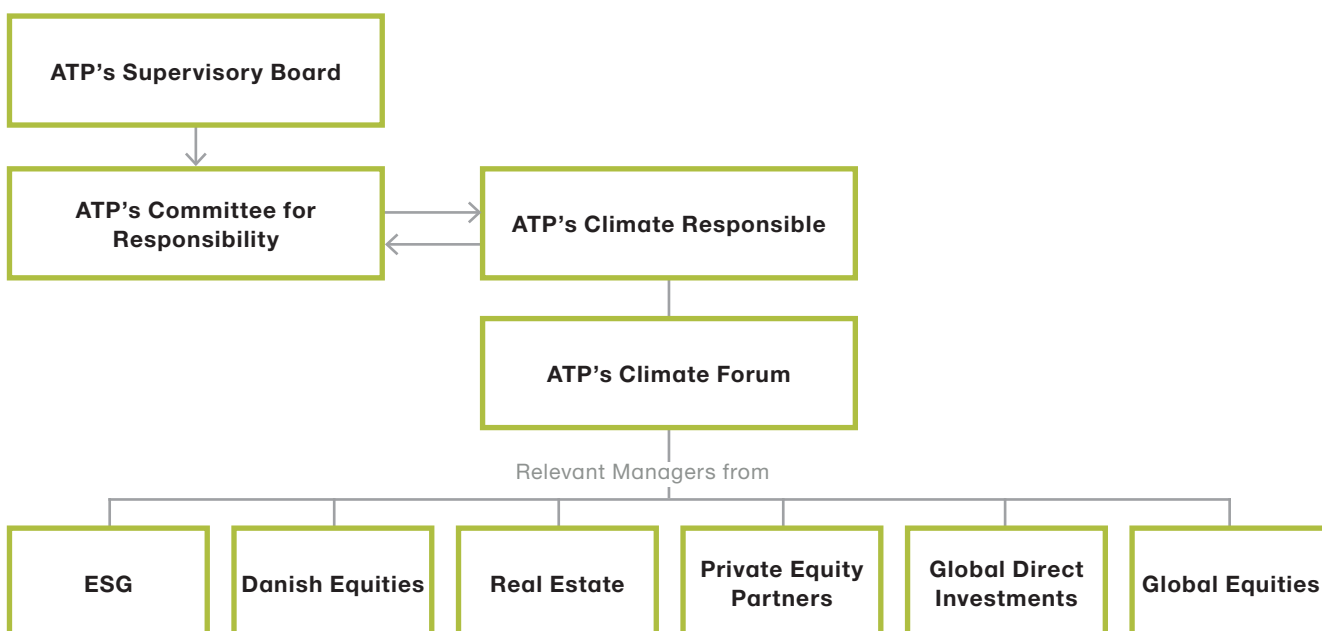 ATP's Supervisory Board
ATP's Committee for
Responsibility
ATP's Climate Responsible
ATP's Climate Forum
Relevant Managers from
ESG
Danish Equities
Real Estate
Private Equity
Partners
Global Direct
Investments
Global Equities